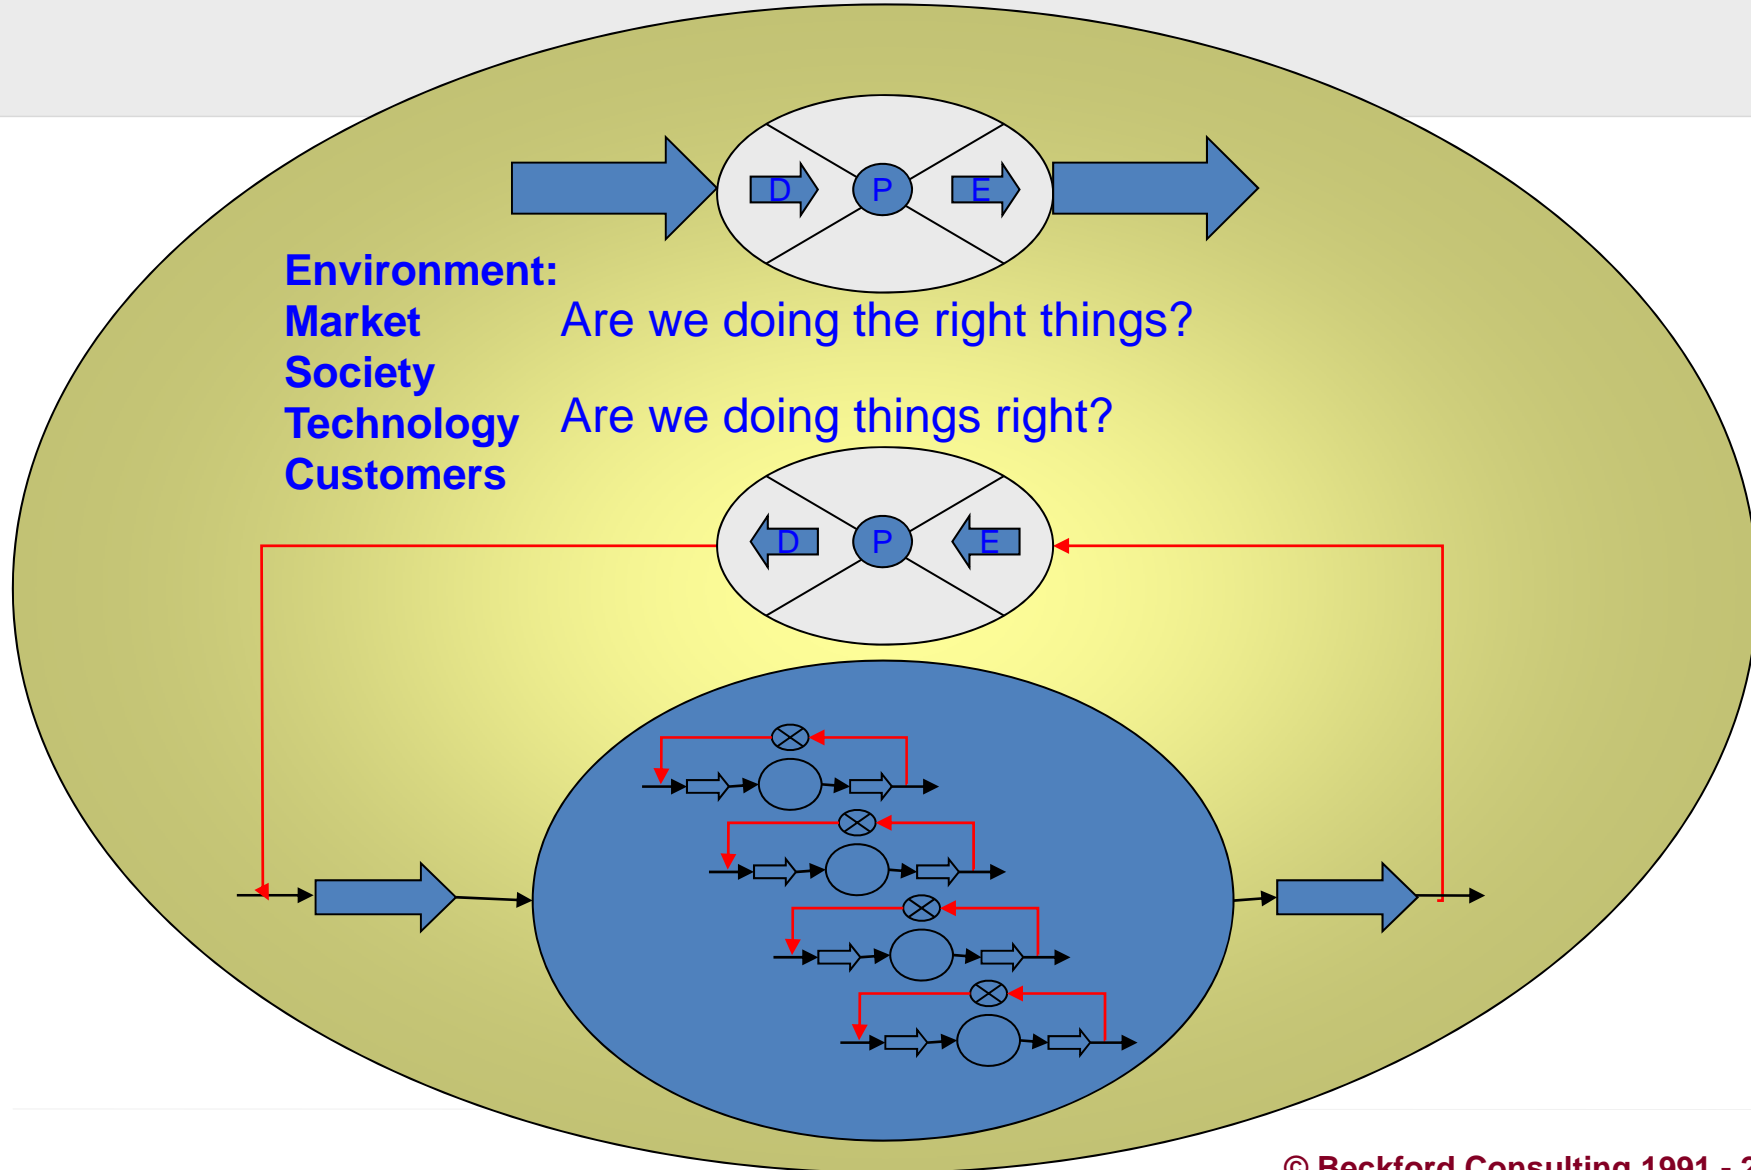 D P E
Environment:
Market
Are we doing the right things?
Society
Technology
Are we doing things right?
Customers
D P E
© Beckford Consulting 1991 -